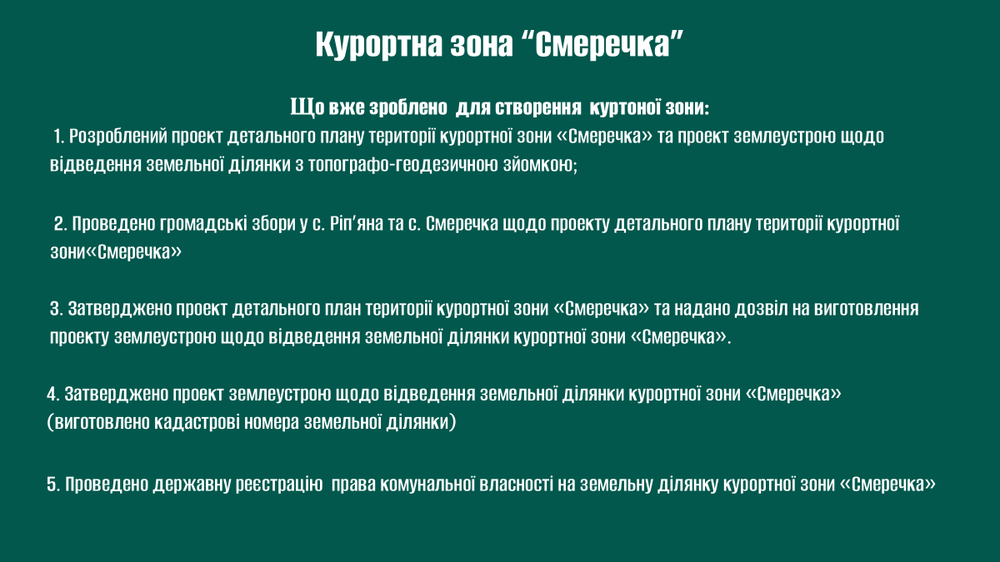 Курортна зона “Смеречка”
Що вже зроблено для створення куртоної зони:
1. Розроблений проект детального плану території курортної зони «Смеречка» та проект землеустрою щодо
відведення земельної ділянки з топографо-геодезичною зйомкою;
2. Проведено громадські збори у с. Ріп’яна та с. Смеречка щодо проекту детального плану території курортної
зони«Смеречка»
3. Затверджено проект детального план території курортної зони «Смеречка» та надано дозвіл на виготовлення
проекту землеустрою щодо відведення земельної ділянки курортної зони «Смеречка».
4. Затверджено проект землеустрою щодо відведення земельної ділянки курортної зони «Смеречка»
(виготовлено кадастрові номера земельної ділянки)
5. Проведено державну реєстрацію права комунальної власності на земельну ділянку курортної зони «Смеречка»